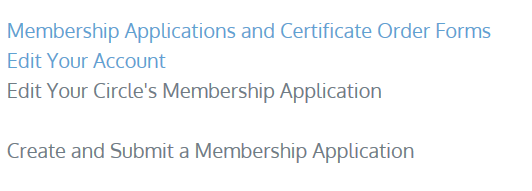 Membership Applications and Certificate Order Forms
Edit Your Account
Edit Your Circle's Membership Application
Create and Submit a Membership Application